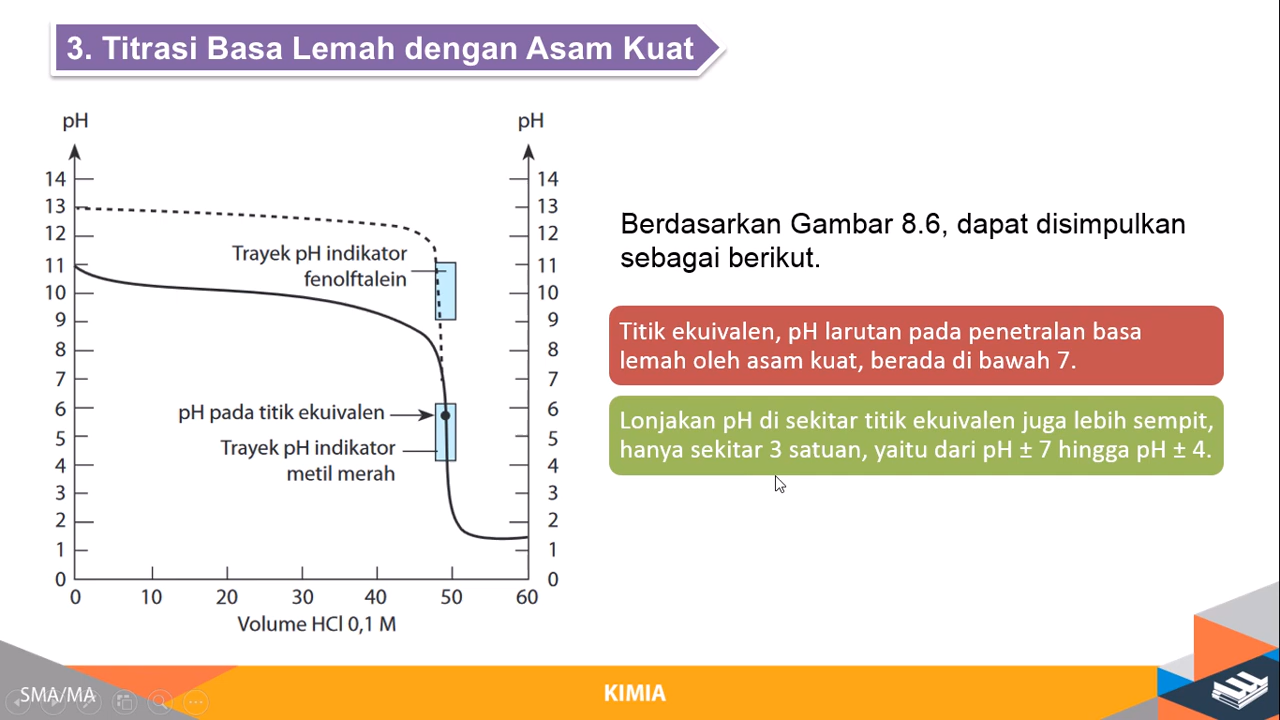 3. Titrasi Basa Lemah dengan Asam Kuat
pH
pH
14
13
12
11
10
9
8
7
6
5
4
3
2
1
0
14
13
12
11
10
9
8
7
6
5
4
3
2
1
0
Trayek pH indikator
fenolftalein
pH pada titik ekuivalen
Trayek pH indikator
metil merah
0 10 20 30 40 50 60
Volume HCl 0,1 M
Berdasarkan Gambar 8.6, dapat disimpulkan
sebagai berikut.
Titik ekuivalen, pH larutan pada penetralan basa
lemah oleh asam kuat, berada di bawah 7.
Lonjakan pH di sekitar titik ekuivalen juga lebih sempit,
hanya sekitar 3 satuan, yaitu dari pH ± 7 hingga pH ± 4.
SMA/MA
KIMIA